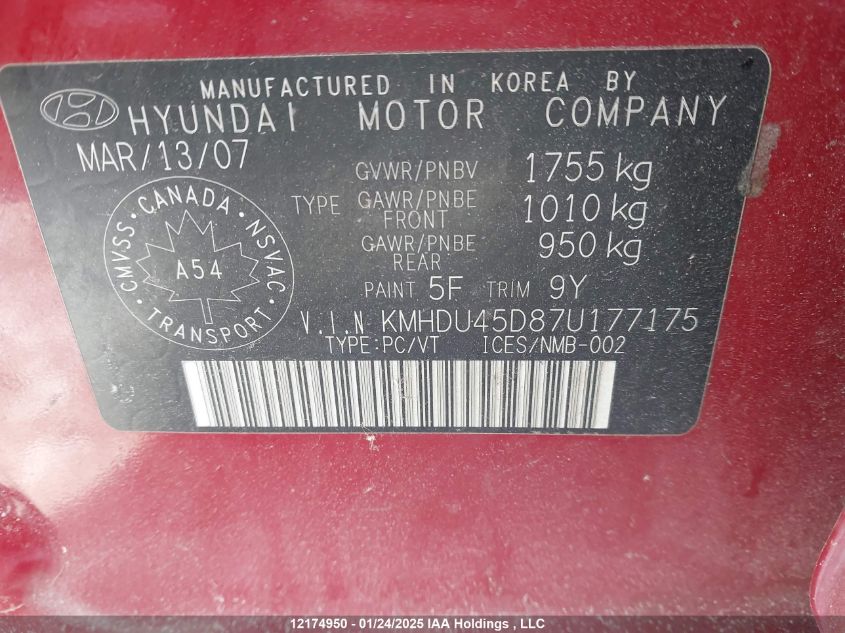 MANUFACTURED IN KOREA BY
HYUNDAI MOTOR COMPANY
MAR/13/07
GVWR/PNBV 1755 kg
TYPE GAWR/PNBE FRONT 1010 kg
GAWR/PNBE REAR 950 kg
PAINT 5F TRIM 9Y
V.I.N KMHDU45D87U177175
TYPE:PC/VT ICES/NMB-002
CMVSS • CANADA • NSVAC
A54
TRANSPORT
12174950 - 01/24/2025 IAA Holdings , LLC